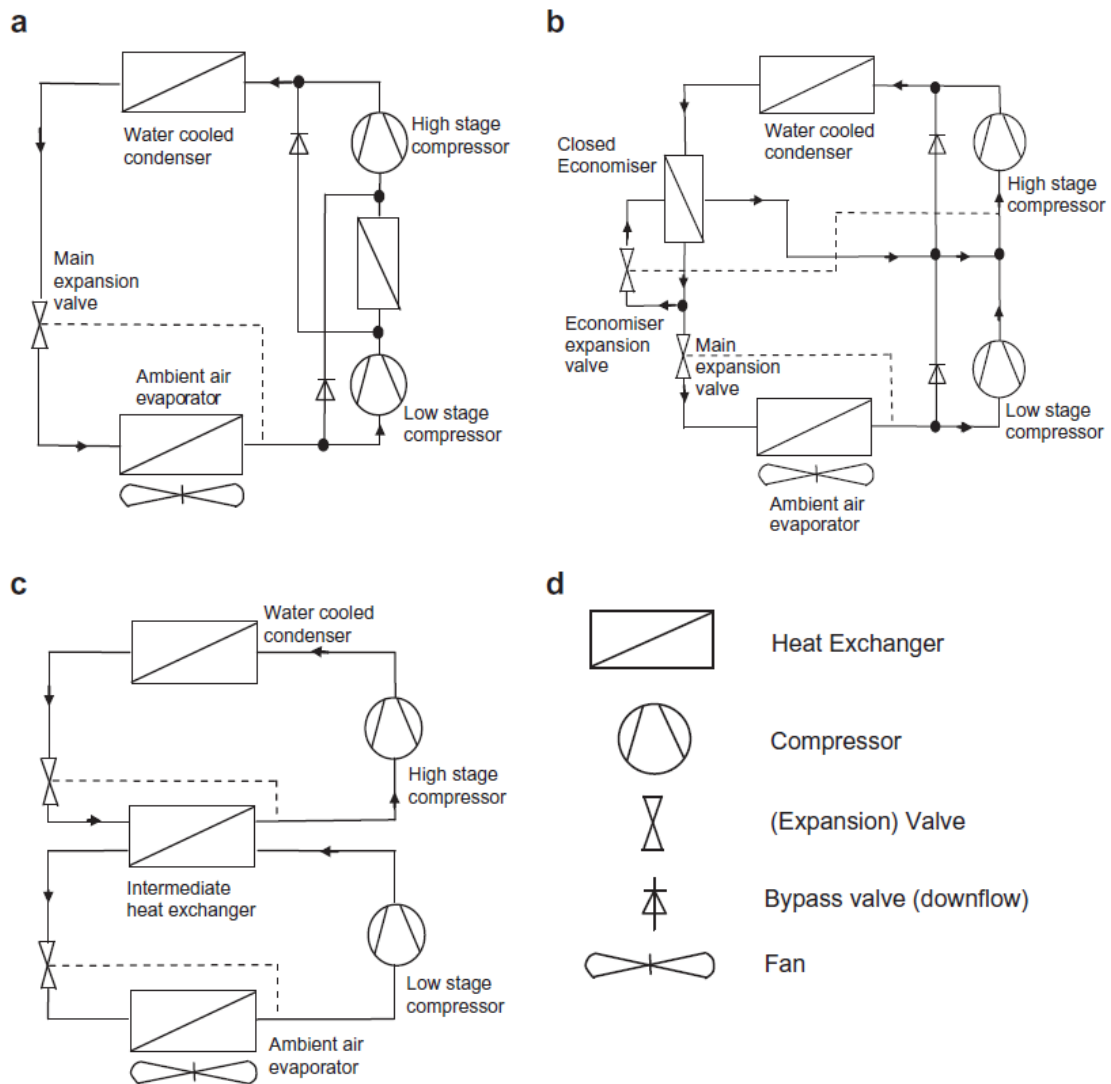 a
Water cooled
condenser
High stage
compressor
Main
expansion
valve
Ambient air
evaporator
Low stage
compressor
b
Water cooled
condenser
Closed
Economiser
High stage
compressor
Economiser
expansion
valve
Main
expansion
valve
Low stage
compressor
Ambient air
evaporator
c
Water cooled
condenser
High stage
compressor
Intermediate
heat exchanger
Low stage
compressor
Ambient air
evaporator
d
Heat Exchanger
Compressor
(Expansion) Valve
Bypass valve (downflow)
Fan